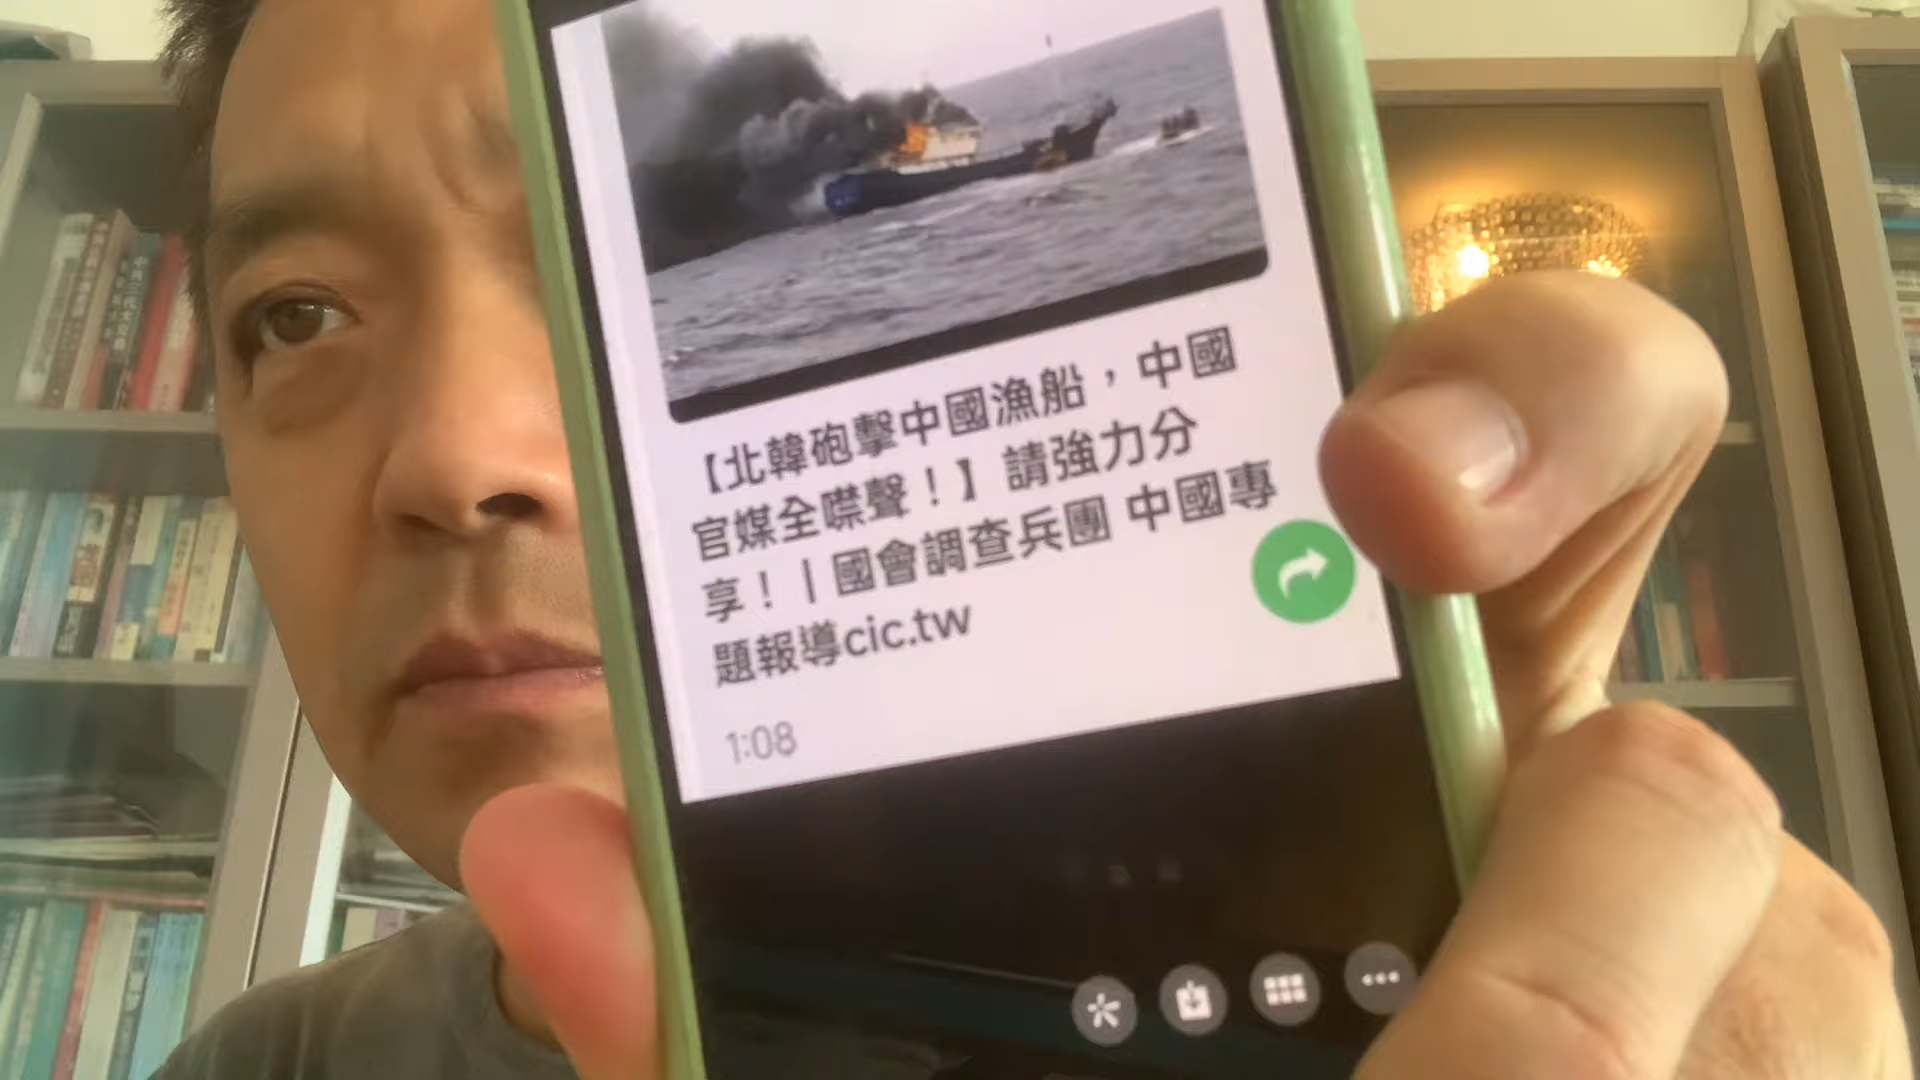 【北韓砲擊中國漁船，中國
官媒全噤聲！】請強力分
享！｜國會調查兵團 中國專
題報導cic.tw
1:08